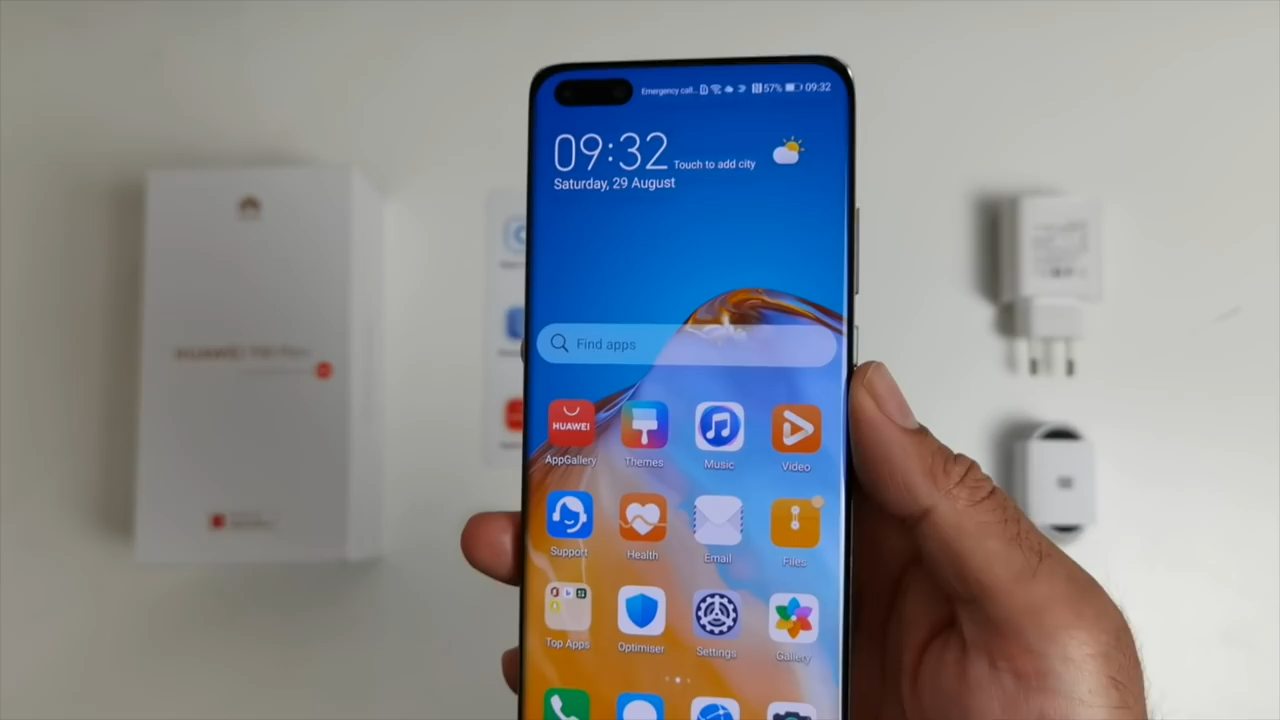 Emergency call... 57% 09:32
09:32 Touch to add city
Saturday, 29 August
Find apps
HUAWEI
AppGallery Themes Music Video
Support Health Email Files
Top Apps Optimiser Settings Gallery
HUAWEI